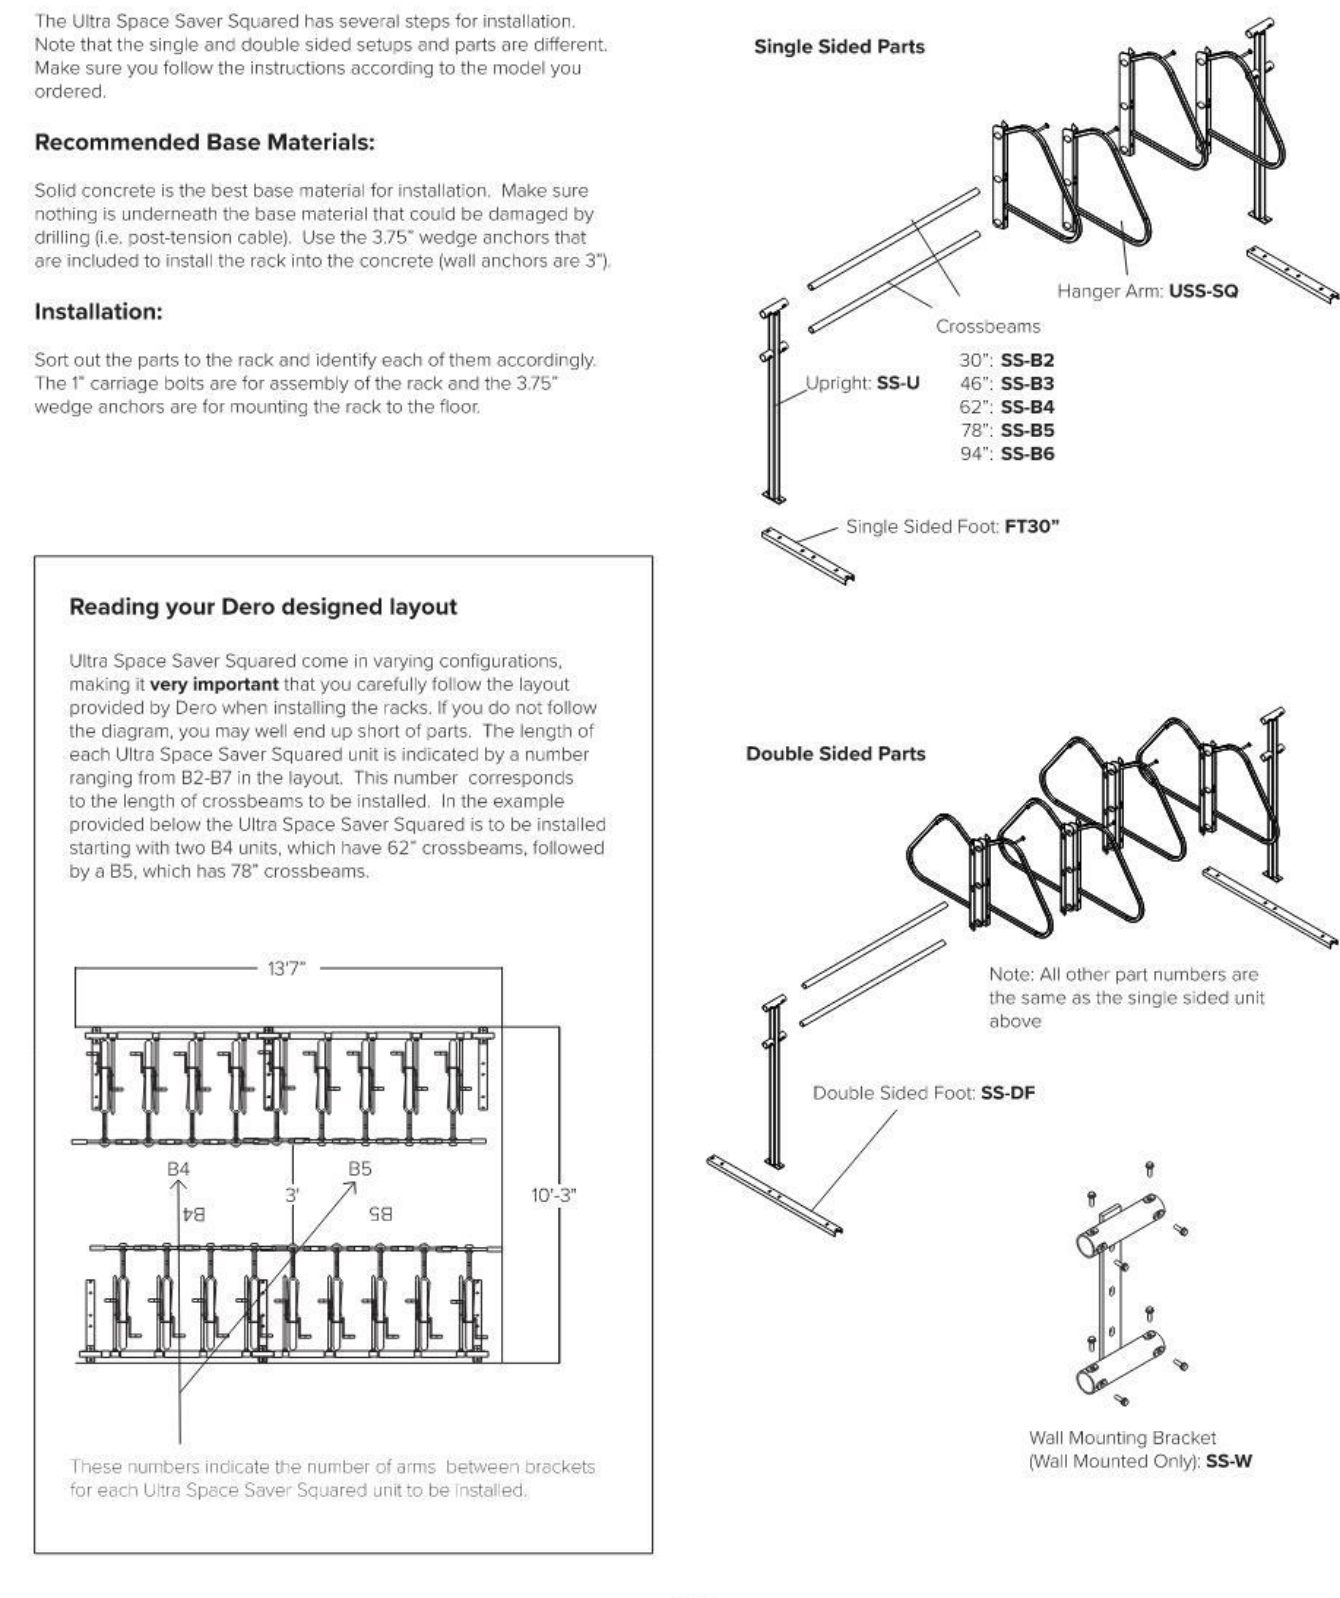 The Ultra Space Saver Squared has several steps for installation.
Note that the single and double sided setups and parts are different.
Make sure you follow the instructions according to the model you
ordered.
Recommended Base Materials:
Solid concrete is the best base material for installation.  Make sure
nothing is underneath the base material that could be damaged by
drilling (i.e. post-tension cable).  Use the 3.75" wedge anchors that
are included to install the rack into the concrete (wall anchors are 3").
Installation:
Sort out the parts to the rack and identify each of them accordingly.
The 1" carriage bolts are for assembly of the rack and the 3.75"
wedge anchors are for mounting the rack to the floor.
Reading your Dero designed layout
Ultra Space Saver Squared come in varying configurations,
making it very important that you carefully follow the layout
provided by Dero when installing the racks. If you do not follow
the diagram, you may well end up short of parts.  The length of
each Ultra Space Saver Squared unit is indicated by a number
ranging from B2-B7 in the layout.  This number  corresponds
to the length of crossbeams to be installed.  In the example
provided below the Ultra Space Saver Squared is to be installed
starting with two B4 units, which have 62" crossbeams, followed
by a B5, which has 78" crossbeams.
13'7"
B4
B5
3'
10'-3"
B4
B5
These numbers indicate the number of arms  between brackets
for each Ultra Space Saver Squared unit to be installed.
Single Sided Parts
Hanger Arm: USS-SQ
Crossbeams
30": SS-B2
46": SS-B3
62": SS-B4
78": SS-B5
94": SS-B6
Upright: SS-U
Single Sided Foot: FT30"
Double Sided Parts
Note: All other part numbers are
the same as the single sided unit
above
Double Sided Foot: SS-DF
Wall Mounting Bracket
(Wall Mounted Only): SS-W